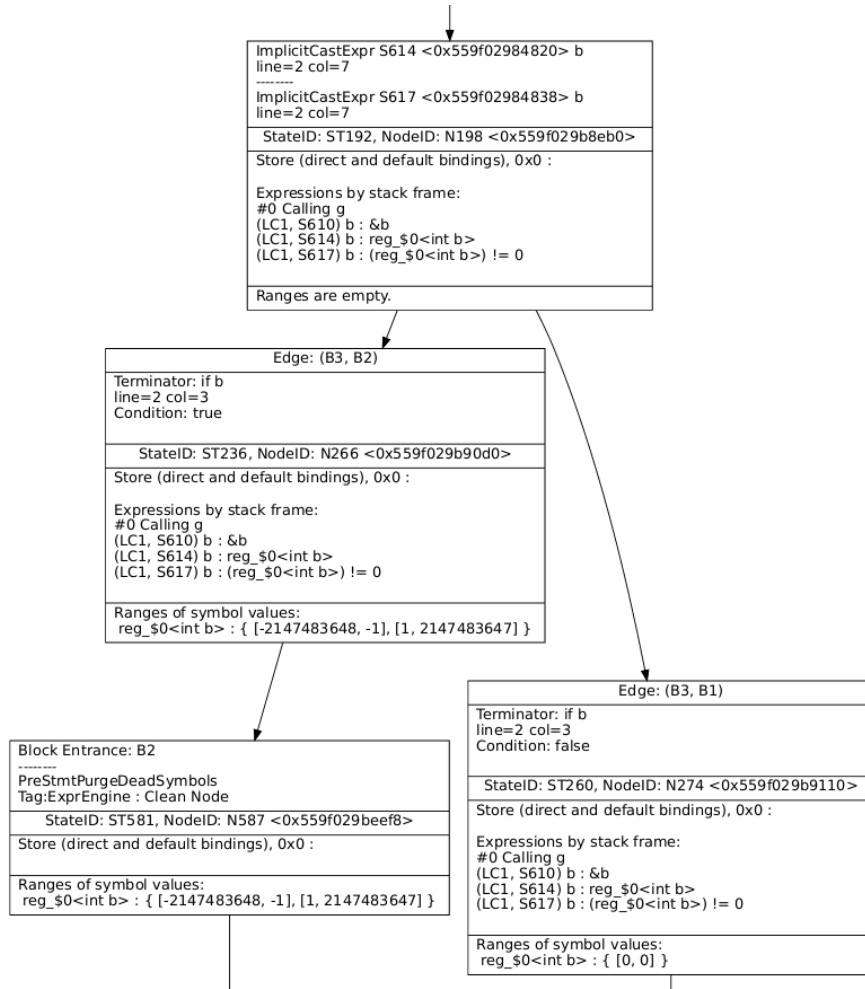 ImplicitCastExpr S614 <0x559f02984820> b
line=2 col=7
--------
ImplicitCastExpr S617 <0x559f02984838> b
line=2 col=7
StateID: ST192, NodeID: N198 <0x559f029b8eb0>
Store (direct and default bindings), 0x0 :
Expressions by stack frame:
#0 Calling g
(LC1, S610) b : &b
(LC1, S614) b : reg_$0<int b>
(LC1, S617) b : (reg_$0<int b>) != 0
Ranges are empty.
Edge: (B3, B2)
Terminator: if b
line=2 col=3
Condition: true
StateID: ST236, NodeID: N266 <0x559f029b90d0>
Store (direct and default bindings), 0x0 :
Expressions by stack frame:
#0 Calling g
(LC1, S610) b : &b
(LC1, S614) b : reg_$0<int b>
(LC1, S617) b : (reg_$0<int b>) != 0
Ranges of symbol values:
reg_$0<int b> : { [-2147483648, -1], [1, 2147483647] }
Block Entrance: B2
--------
PreStmtPurgeDeadSymbols
Tag:ExprEngine : Clean Node
StateID: ST581, NodeID: N587 <0x559f029beef8>
Store (direct and default bindings), 0x0 :
Ranges of symbol values:
reg_$0<int b> : { [-2147483648, -1], [1, 2147483647] }
Edge: (B3, B1)
Terminator: if b
line=2 col=3
Condition: false
StateID: ST260, NodeID: N274 <0x559f029b9110>
Store (direct and default bindings), 0x0 :
Expressions by stack frame:
#0 Calling g
(LC1, S610) b : &b
(LC1, S614) b : reg_$0<int b>
(LC1, S617) b : (reg_$0<int b>) != 0
Ranges of symbol values:
reg_$0<int b> : { [0, 0] }